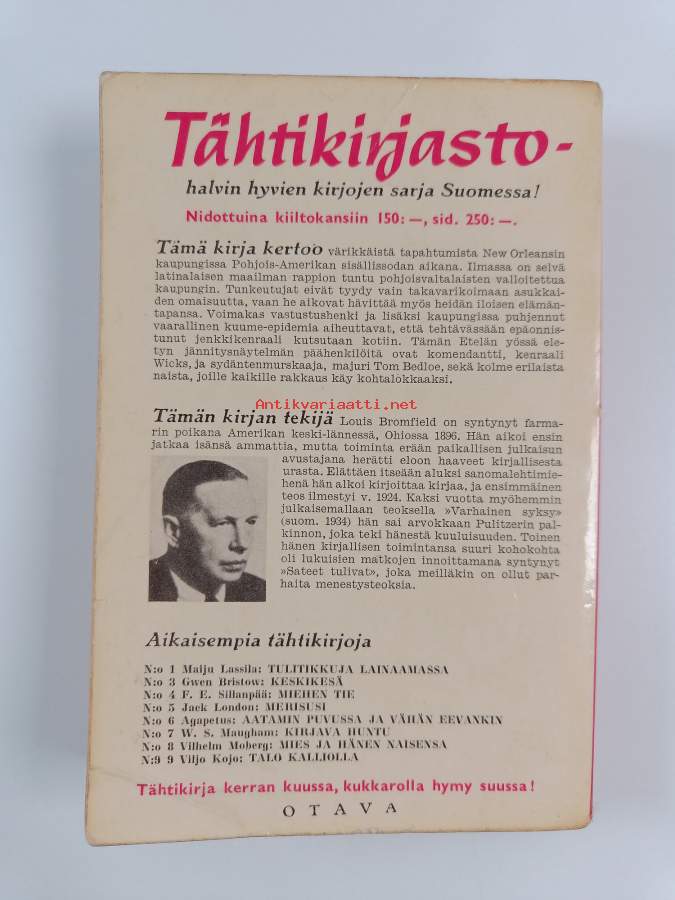 Tähtikirjasto-
halvin hyvien kirjojen sarja Suomessa!
Nidottuina kiiltokansiin 150:—, sid. 250:—.
Tämä kirja kertoo värikkäistä tapahtumista New Orleansin
kaupungissa Pohjois-Amerikan sisällissodan aikana. Ilmassa on selvä
latinalaisen maailman rappion tuntu pohjoisvaltalaisten valloitettua
kaupungin. Tunkeutujat eivät tyydy vain takavarikoimaan asukkai-
den omaisuutta, vaan he aikovat hävittää myös heidän iloisen elämän-
tapansa. Voimakas vastustushenki ja lisäksi kaupungissa puhjennut
vaarallinen kuume-epidemia aiheuttavat, että tehtävässään epäonnis-
tunut jenkkikenraali kutsutaan kotiin. Tämän Etelän yössä ele-
tyn jännitysnäytelmän päähenkilöitä ovat komendantti, kenraali
Wicks, ja sydäntenmurskaaja, majuri Tom Bedloe, sekä kolme erilaista
naista, joille kaikille rakkaus käy kohtalokkaaksi.
Antikvariaatti.net
Tämän kirjan tekijä Louis Bromfield on syntynyt farma-
rin poikana Amerikan keski-lännessä, Ohiossa 1896. Hän aikoi ensin
jatkaa isänsä ammattia, mutta toiminta erään paikallisen julkaisun
avustajana herätti eloon haaveet kirjallisesta
urasta. Elättäen itseään aluksi sanomalehtimie-
henä hän alkoi kirjoittaa kirjaa, ja ensimmäinen
teos ilmestyi v. 1924. Kaksi vuotta myöhemmin
julkaisemallaan teoksella »Varhainen syksy»
(suom. 1934) hän sai arvokkaan Pulitzerin pal-
kinnon, joka teki hänestä kuuluisuuden. Toinen
hänen kirjallisen toimintansa suuri kohokohta
oli lukuisien matkojen innoittamana syntynyt
»Sateet tulivat», joka meilläkin on ollut par-
haita menestysteoksia.
Aikaisempia tähtikirjoja
N:o 1 Maiju Lassila: TULITIKKUJA LAINAAMASSA
N:o 3 Gwen Bristow: KESKIKESÄ
N:o 4 F. E. Sillanpää: MIEHEN TIE
N:o 5 Jack London: MERISUSI
N:o 6 Agapetus: AATAMIN PUVUSSA JA VÄHÄN EEVANKIN
N:o 7 W. S. Maugham: KIRJAVA HUNTU
N:o 8 Vilhelm Moberg: MIES JA HÄNEN NAISENSA
N:9 9 Viljo Kojo: TALO KALLIOLLA
Tähtikirja kerran kuussa, kukkarolla hymy suussa!
OTAVA